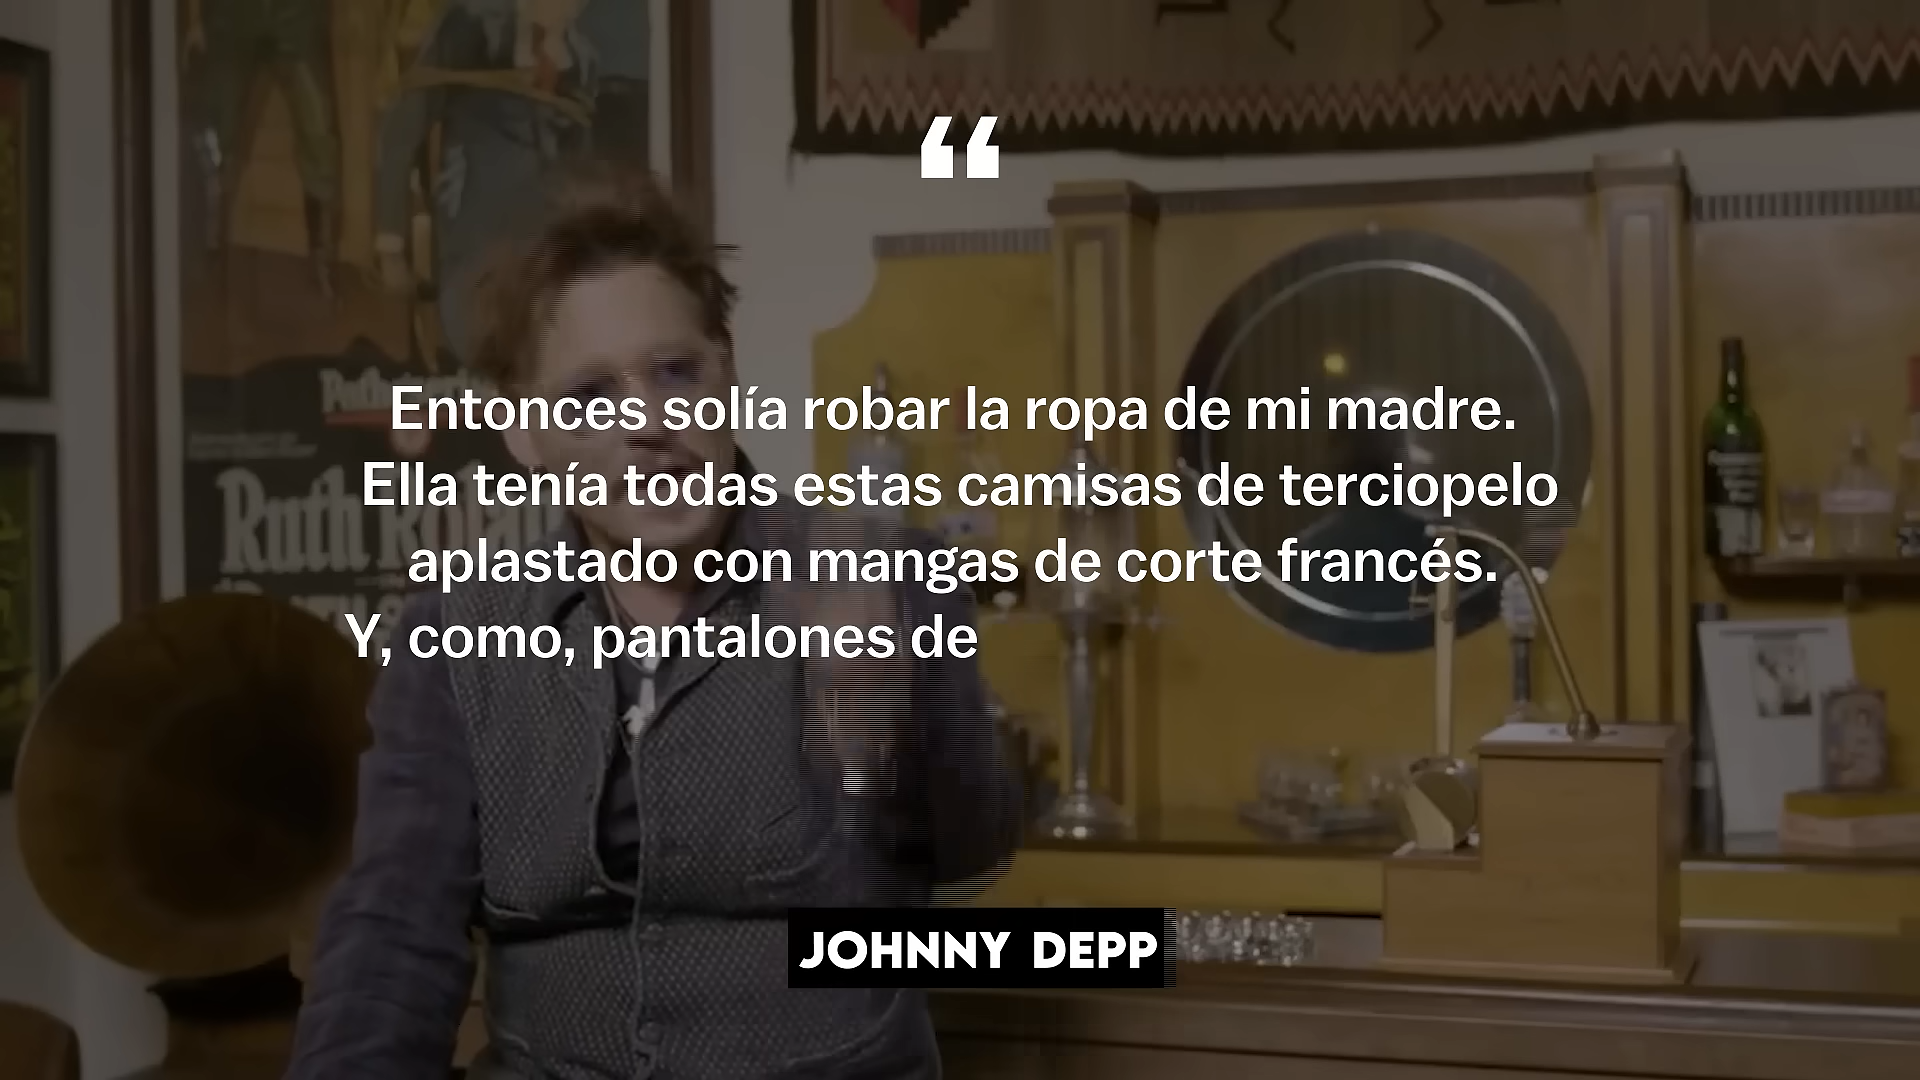 “
Entonces solía robar la ropa de mi madre.
Ella tenía todas estas camisas de terciopelo
aplastado con mangas de corte francés.
Y, como, pantalones de
Ruth
JOHNNY DEPP